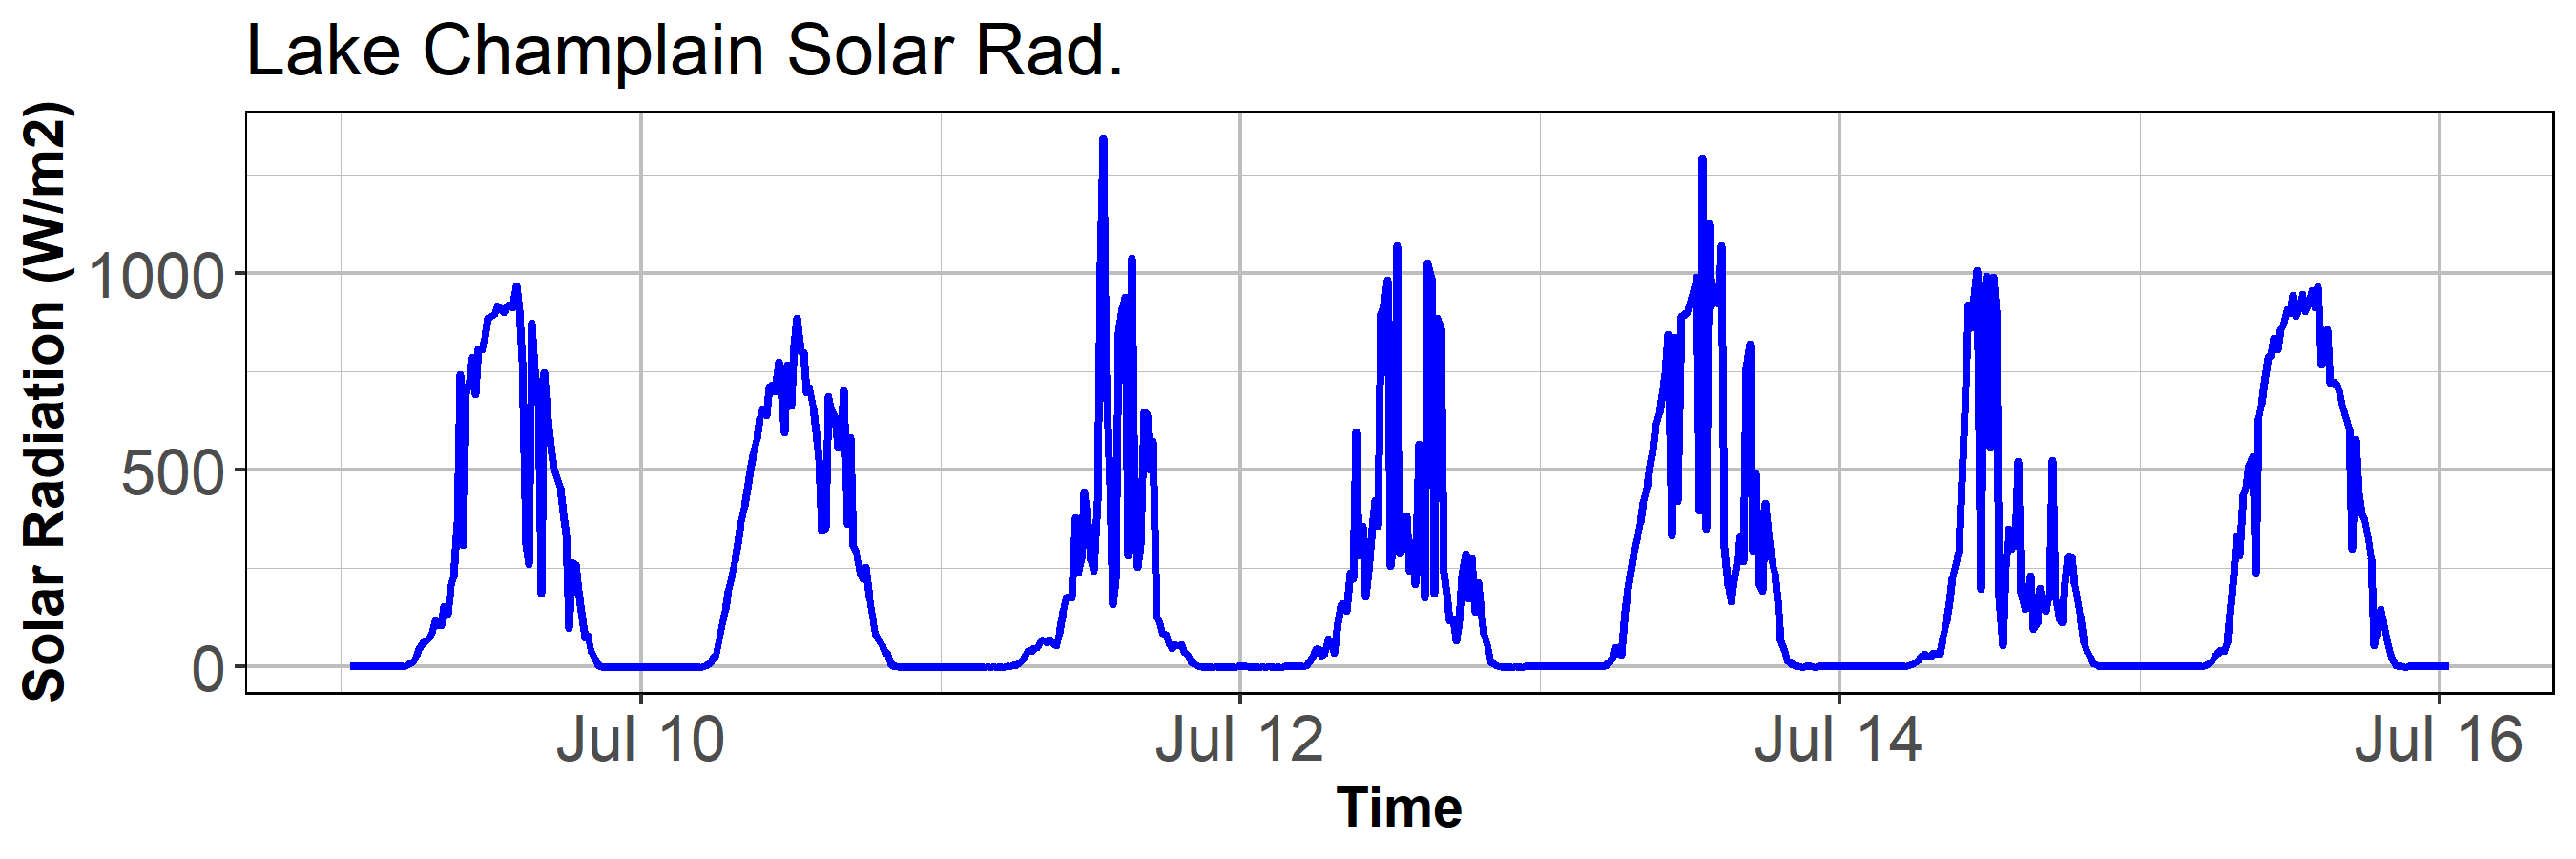 Lake Champlain Solar Rad.
Solar Radiation (W/m2)
1000
500
0
Jul 10 Jul 12 Jul 14 Jul 16
Time